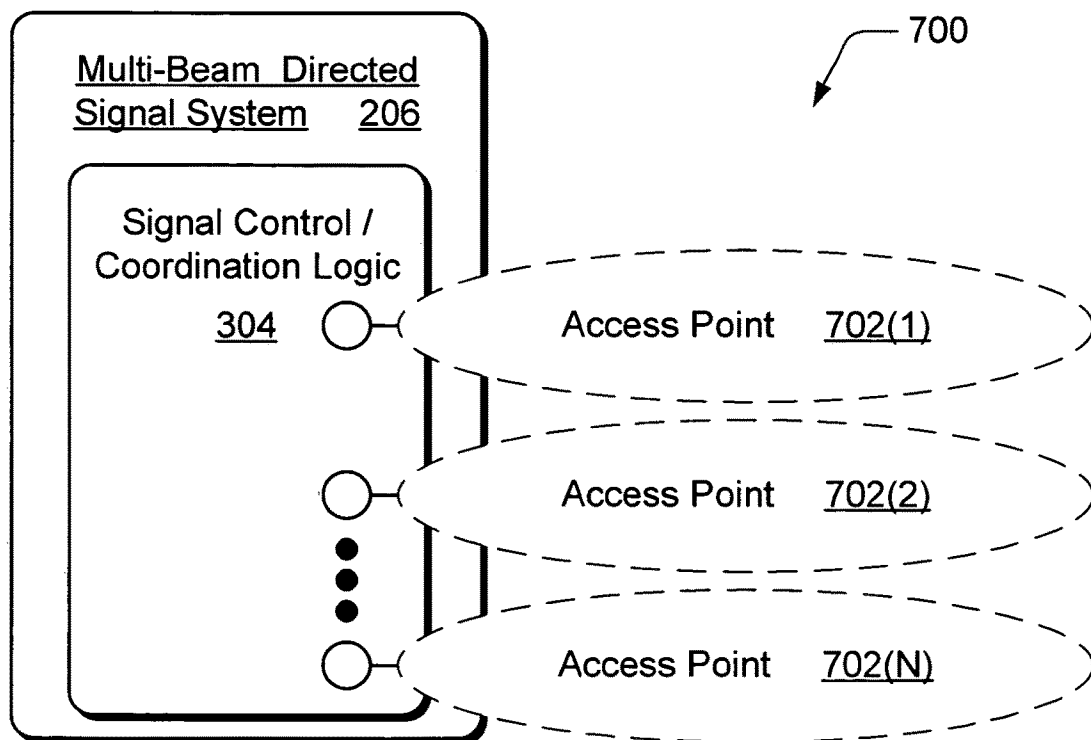 700
Multi-Beam Directed
Signal System 206
Signal Control /
Coordination Logic
304
Access Point 702(1)
Access Point 702(2)
Access Point 702(N)